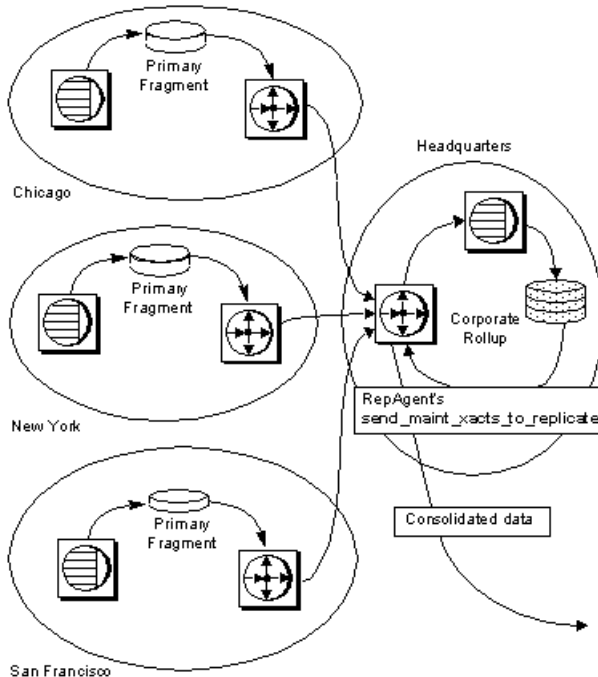 Primary
Fragment
Chicago
Headquarters
Primary
Fragment
New York
Corporate
Rollup
RepAgent's
send_maint_xacts_to_replicate
Consolidated data
Primary
Fragment
San Francisco